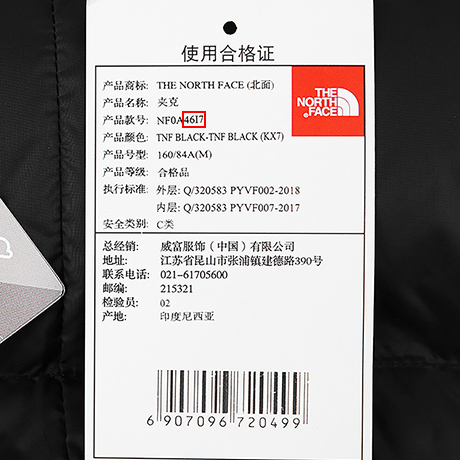 使用合格证
产品商标: THE NORTH FACE (北面)
产品名称: 夹克
产品款号: NF0A46I7
产品颜色: TNF BLACK-TNF BLACK (KX7)
产品号型: 160/84A(M)
产品等级: 合格品
执行标准: 外层: Q/320583 PYVF002-2018
内层: Q/320583 PYVF007-2017
安全类别: C类
THE
NORTH
FACE
总经销: 威富服饰（中国）有限公司
地址: 江苏省昆山市张浦镇建德路390号
联系电话: 021-61705600
邮编: 215321
检验员: 02
产地: 印度尼西亚
6 907096 720499